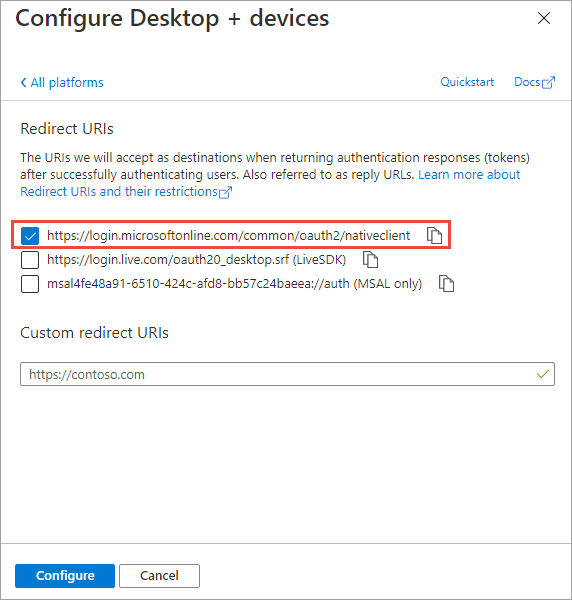 Configure Desktop + devices
All platforms
Quickstart
Docs
Redirect URIs
The URIs we will accept as destinations when returning authentication responses (tokens)
after successfully authenticating users. Also referred to as reply URLs. Learn more about
Redirect URIs and their restrictions
https://login.microsoftonline.com/common/oauth2/nativeclient
https://login.live.com/oauth20_desktop.srf (LiveSDK)
msal4fe48a91-6510-424c-afd8-bb57c24baeea://auth (MSAL only)
Custom redirect URIs
https://contoso.com
Configure
Cancel